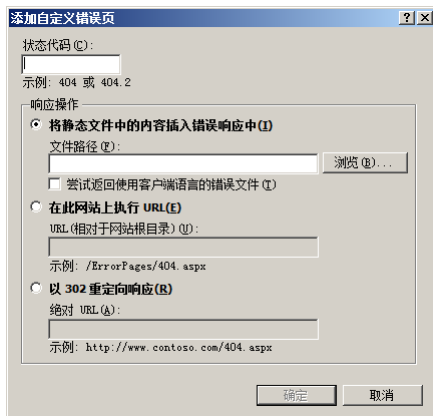 添加自定义错误页
状态代码(C):
示例: 404 或 404.2
响应操作
将静态文件中的内容插入错误响应中(I)
文件路径(F):
浏览(B)...
尝试返回使用客户端语言的错误文件(T)
在此网站上执行 URL(E)
URL(相对于网站根目录)(U):
示例: /ErrorPages/404.aspx
以 302 重定向响应(R)
绝对 URL(A):
示例: http://www.contoso.com/404.aspx
确定 取消